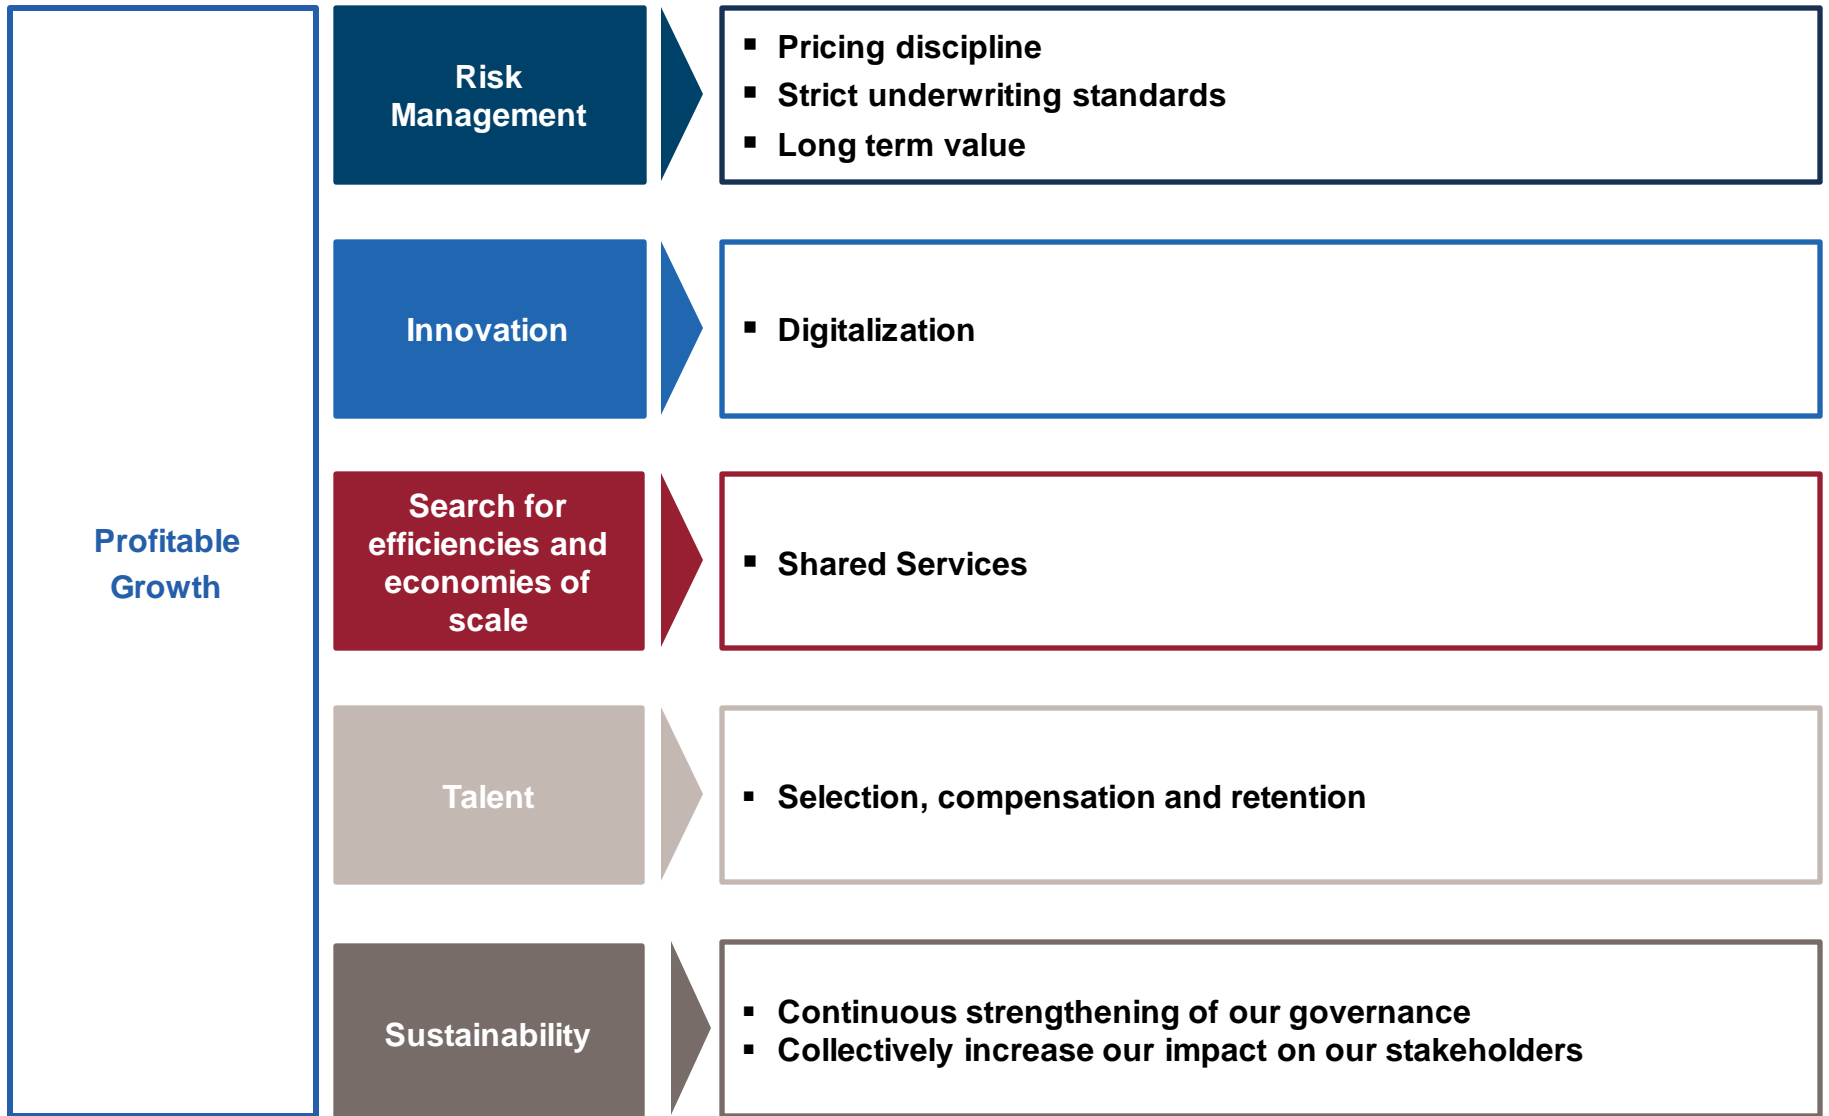 Profitable
Growth
Risk
Management
▪ Pricing discipline
▪ Strict underwriting standards
▪ Long term value
Innovation
▪ Digitalization
Search for
efficiencies and
economies of
scale
▪ Shared Services
Talent
▪ Selection, compensation and retention
Sustainability
▪ Continuous strengthening of our governance
▪ Collectively increase our impact on our stakeholders